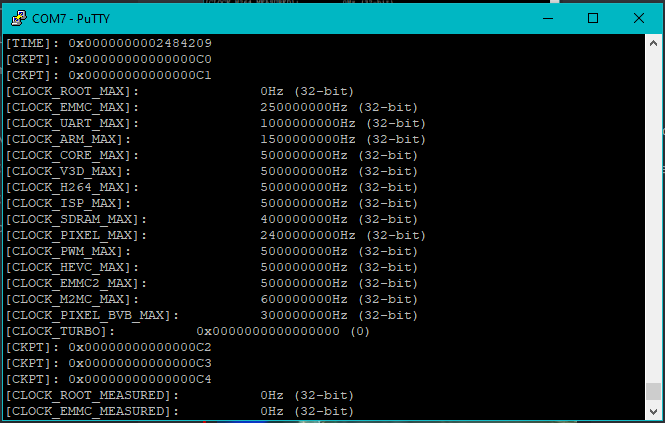 COM7 - PuTTY
[TIME]: 0x0000000002484209
[CKPT]: 0x00000000000000C0
[CKPT]: 0x00000000000000C1
[CLOCK_ROOT_MAX]: 0Hz (32-bit)
[CLOCK_EMMC_MAX]: 250000000Hz (32-bit)
[CLOCK_UART_MAX]: 1000000000Hz (32-bit)
[CLOCK_ARM_MAX]: 1500000000Hz (32-bit)
[CLOCK_CORE_MAX]: 500000000Hz (32-bit)
[CLOCK_V3D_MAX]: 500000000Hz (32-bit)
[CLOCK_H264_MAX]: 500000000Hz (32-bit)
[CLOCK_ISP_MAX]: 500000000Hz (32-bit)
[CLOCK_SDRAM_MAX]: 400000000Hz (32-bit)
[CLOCK_PIXEL_MAX]: 2400000000Hz (32-bit)
[CLOCK_PWM_MAX]: 500000000Hz (32-bit)
[CLOCK_HEVC_MAX]: 500000000Hz (32-bit)
[CLOCK_EMMC2_MAX]: 500000000Hz (32-bit)
[CLOCK_M2MC_MAX]: 600000000Hz (32-bit)
[CLOCK_PIXEL_BVB_MAX]: 300000000Hz (32-bit)
[CLOCK_TURBO]: 0x0000000000000000 (0)
[CKPT]: 0x00000000000000C2
[CKPT]: 0x00000000000000C3
[CKPT]: 0x00000000000000C4
[CLOCK_ROOT_MEASURED]: 0Hz (32-bit)
[CLOCK_EMMC_MEASURED]: 0Hz (32-bit)